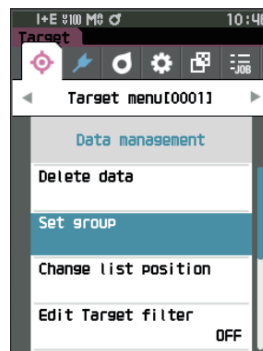 I+E M 10:4
Target
-JOB
Target menu[0001]
Data management
Delete data
Set group
Change list position
Edit Target filter
OFF